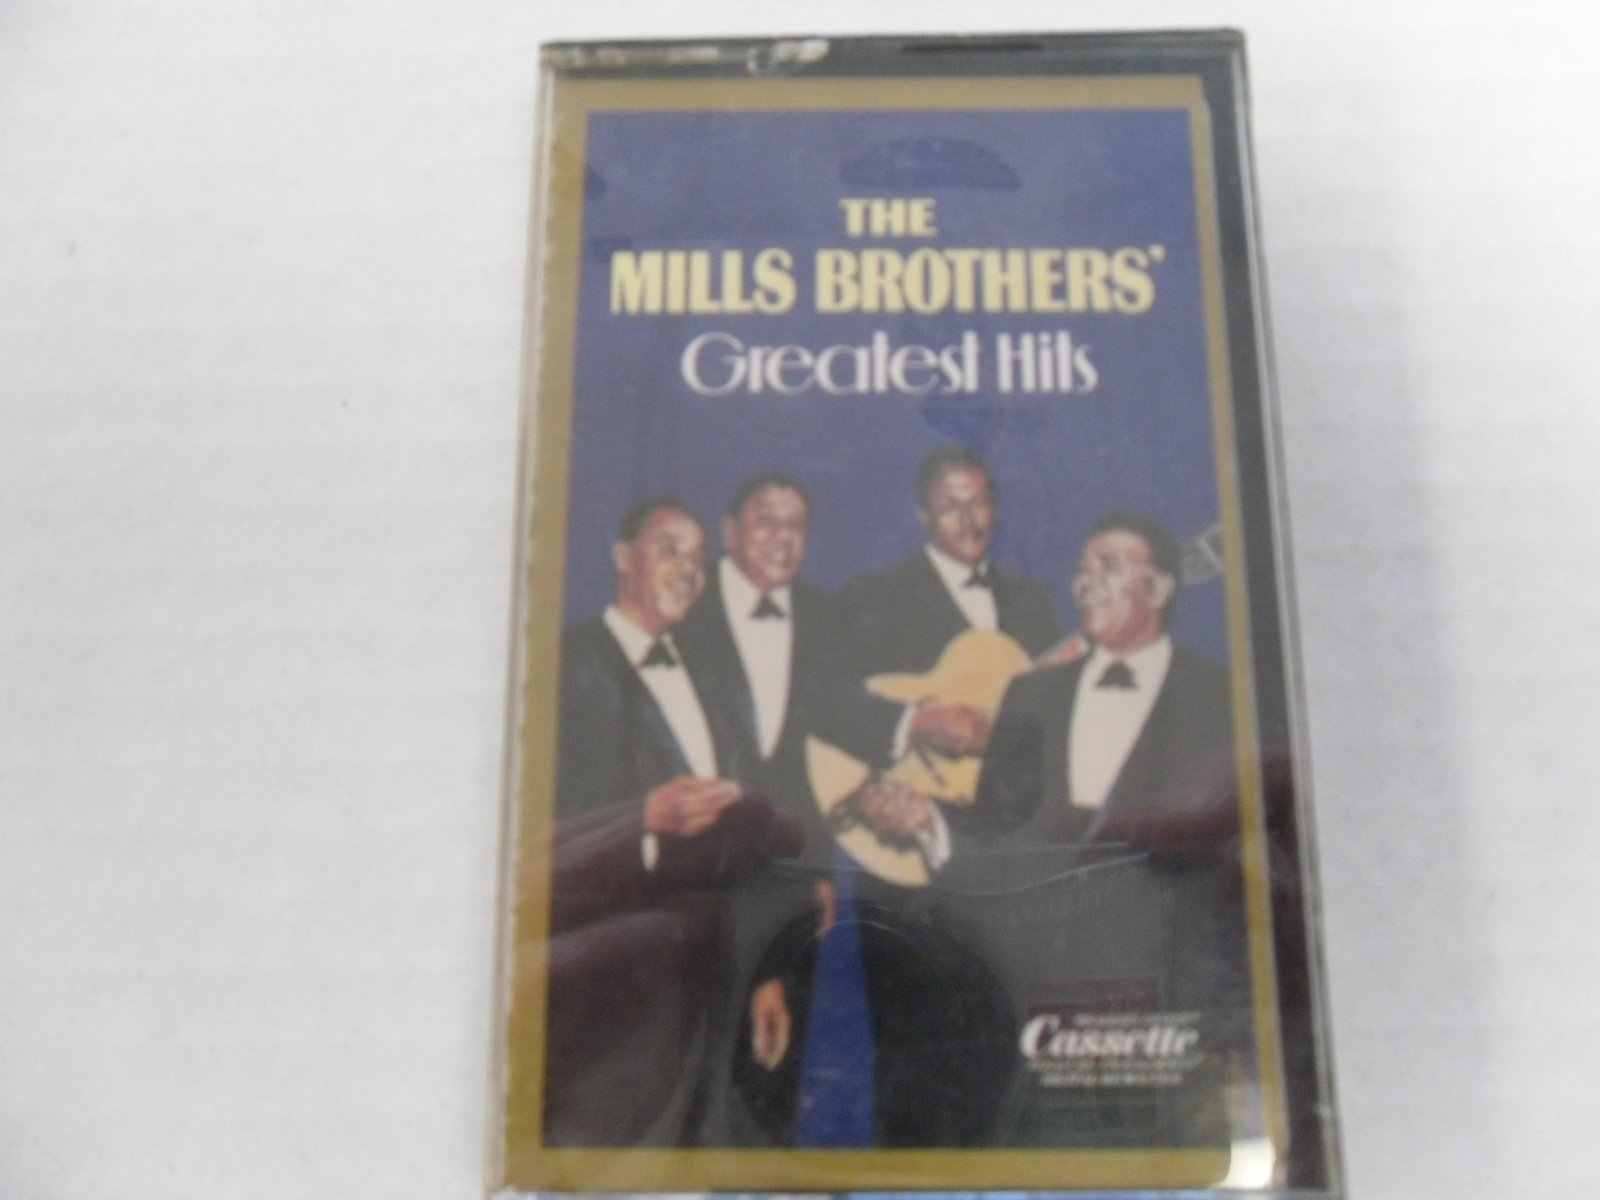 THE
MILLS BROTHERS'
Greatest Hits
Cassette